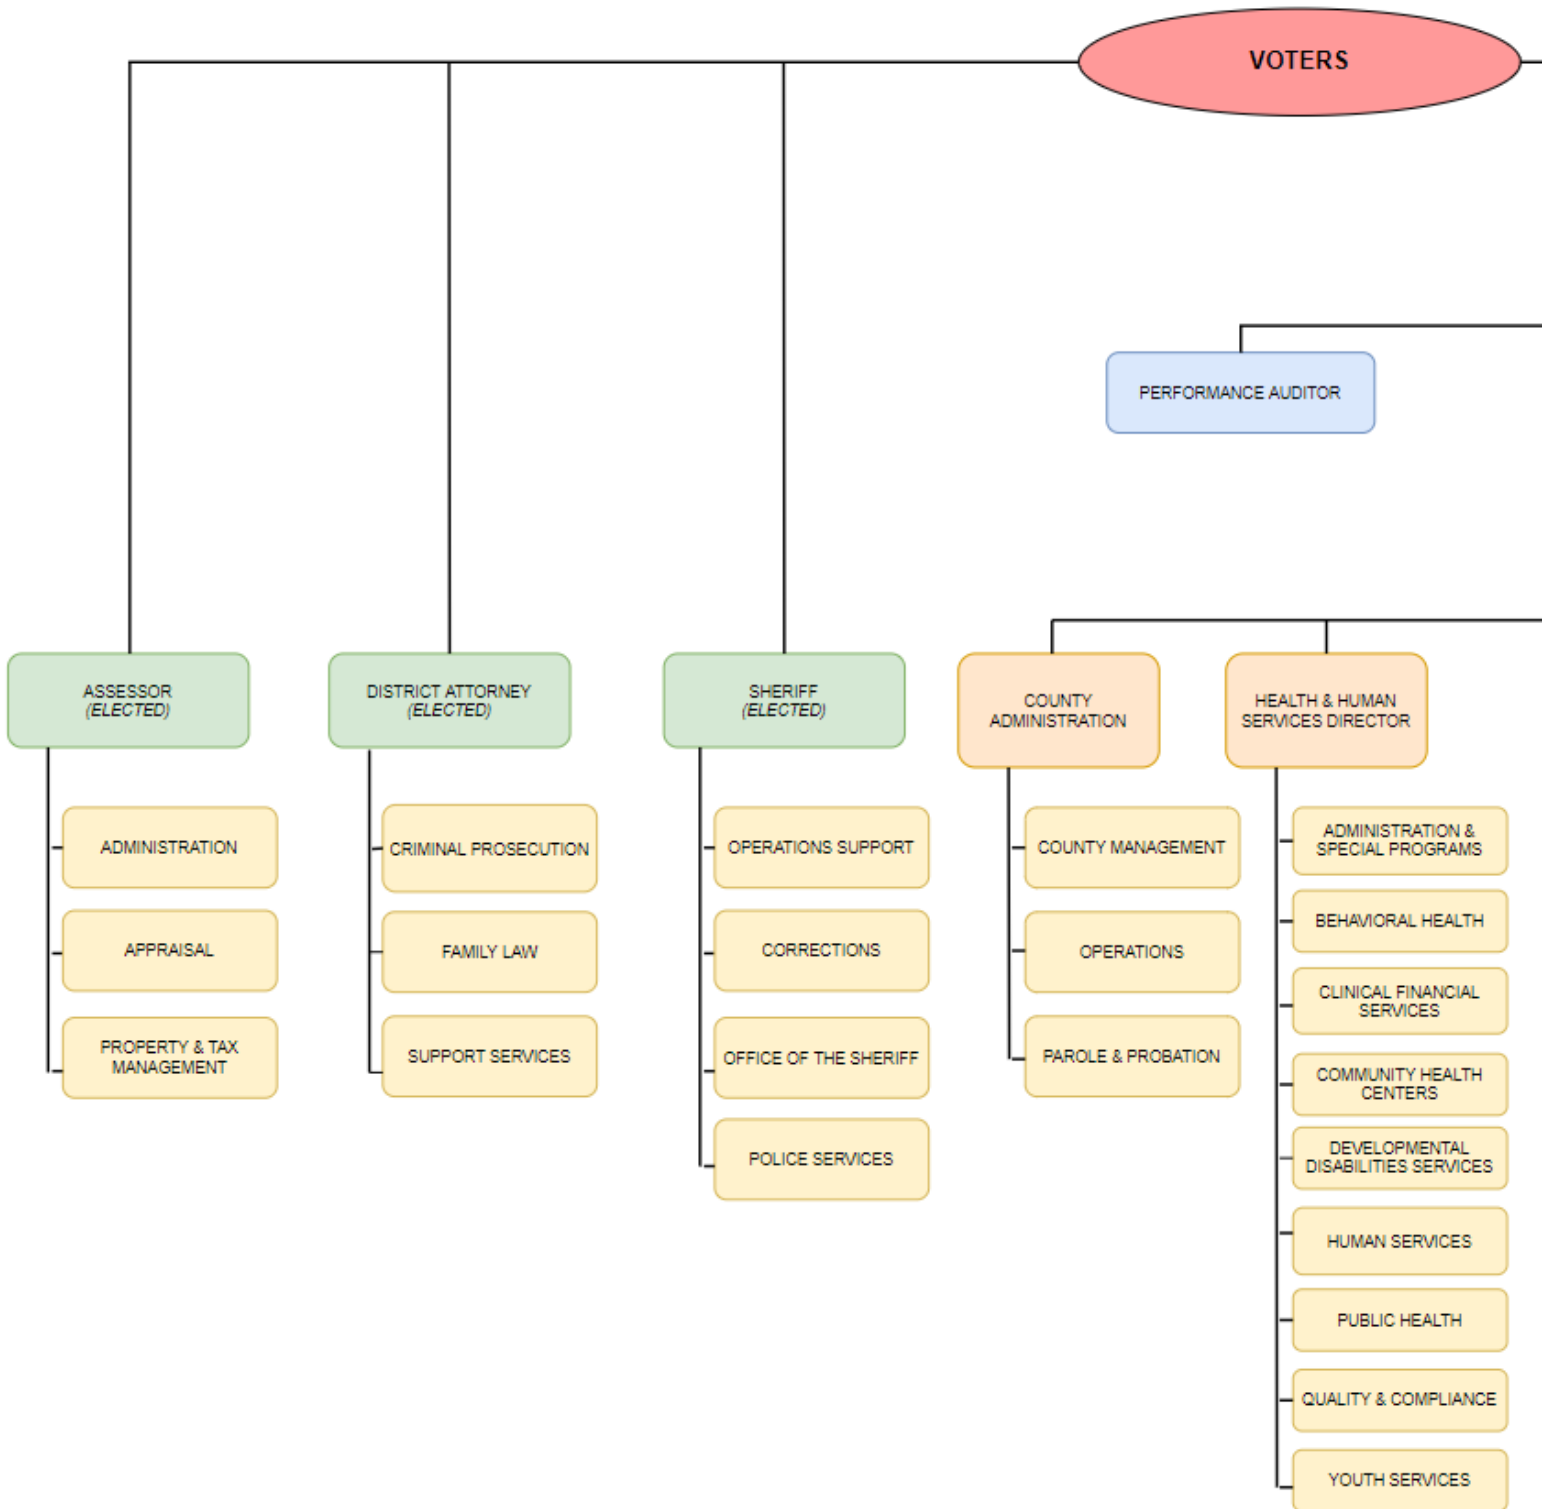 VOTERS
PERFORMANCE AUDITOR
ASSESSOR
(ELECTED)
ADMINISTRATION
APPRAISAL
PROPERTY & TAX
MANAGEMENT
DISTRICT ATTORNEY
(ELECTED)
CRIMINAL PROSECUTION
FAMILY LAW
SUPPORT SERVICES
SHERIFF
(ELECTED)
OPERATIONS SUPPORT
CORRECTIONS
OFFICE OF THE SHERIFF
POLICE SERVICES
COUNTY
ADMINISTRATION
COUNTY MANAGEMENT
OPERATIONS
PAROLE & PROBATION
HEALTH & HUMAN
SERVICES DIRECTOR
ADMINISTRATION &
SPECIAL PROGRAMS
BEHAVIORAL HEALTH
CLINICAL FINANCIAL
SERVICES
COMMUNITY HEALTH
CENTERS
DEVELOPMENTAL
DISABILITIES SERVICES
HUMAN SERVICES
PUBLIC HEALTH
QUALITY & COMPLIANCE
YOUTH SERVICES